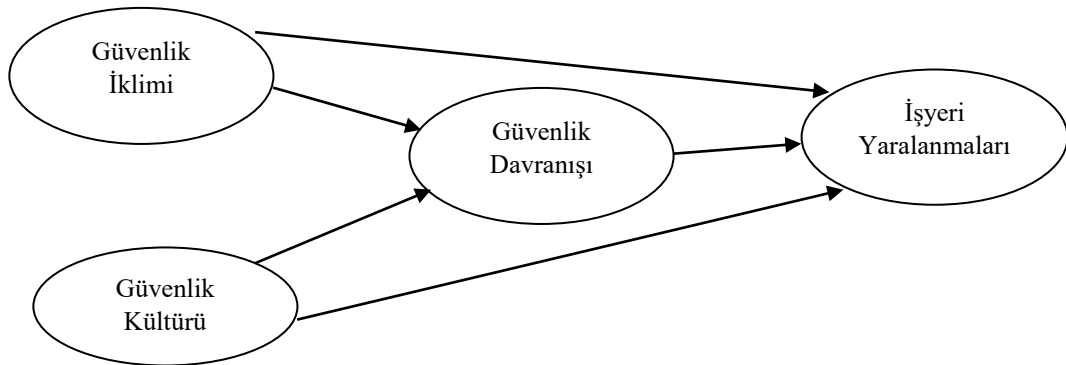 Güvenlik
İklimi
Güvenlik
Davranışı
İşyeri
Yaralanmaları
Güvenlik
Kültürü